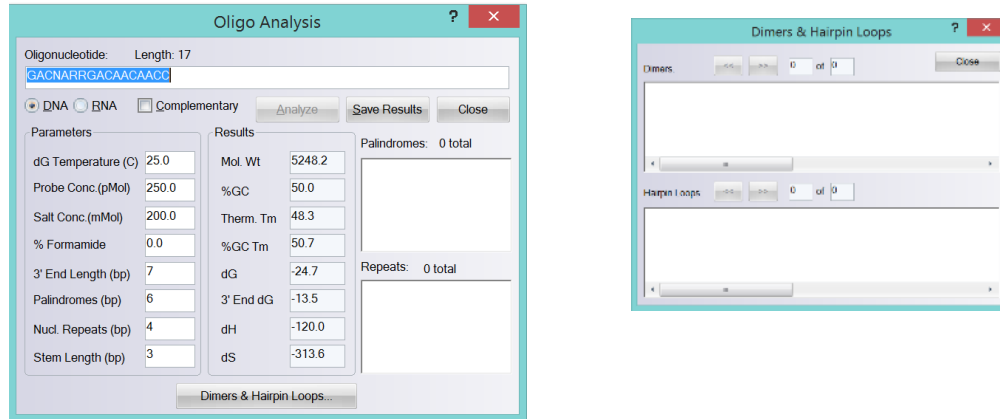 Oligo Analysis ?
Oligonucleotide: Length: 17
GACNARRGACAACAACC
DNA RNA Complementary Analyze Save Results Close
Parameters
dG Temperature (C) 25.0
Probe Conc.(pMol) 250.0
Salt Conc.(mMol) 200.0
% Formamide 0.0
3' End Length (bp) 7
Palindromes (bp) 6
Nucl. Repeats (bp) 4
Stem Length (bp) 3
Results
Mol. Wt 5248.2
%GC 50.0
Therm. Tm 48.3
%GC Tm 50.7
dG -24.7
3' End dG -13.5
dH -120.0
dS -313.6
Palindromes: 0 total
Repeats: 0 total
Dimers & Hairpin Loops...
Dimers & Hairpin Loops ?
Dimers << >> 0 of 0 Close
Hairpin Loops << >> 0 of 0